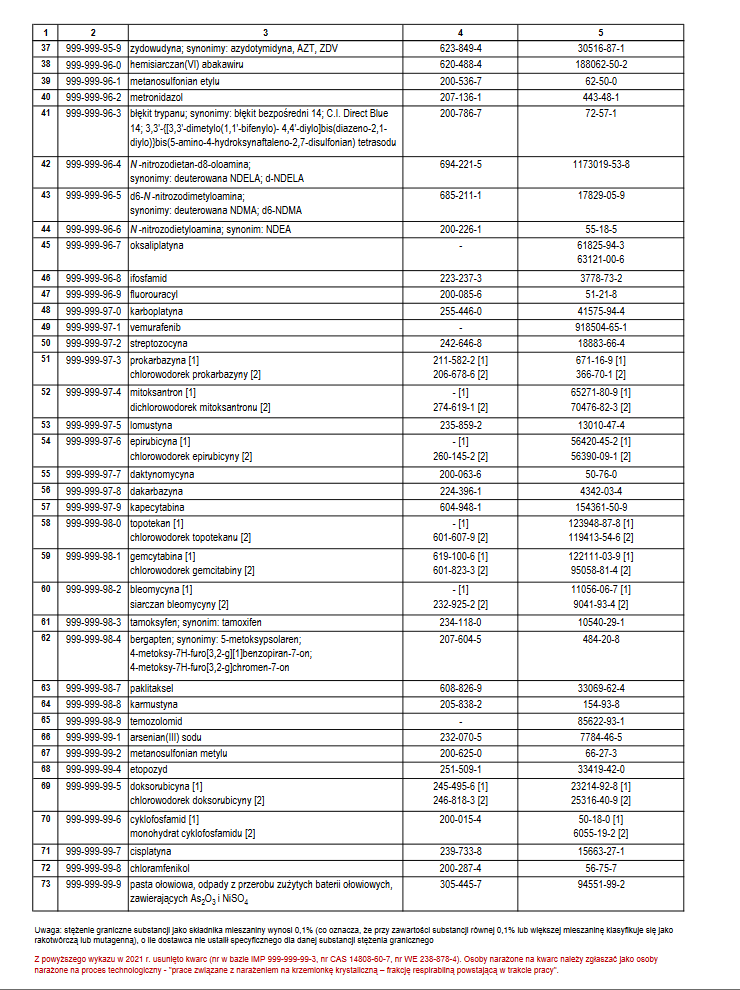 1 2 3 4 5
37 999-999-95-9 zydowudyna; synonimy: azydotymidyna, AZT, ZDV 623-849-4 30516-87-1
38 999-999-96-0 hemisiarczan(VI) abakawiru 620-488-4 188062-50-2
39 999-999-96-1 metanosulfonian etylu 200-536-7 62-50-0
40 999-999-96-2 metronidazol 207-136-1 443-48-1
41 999-999-96-3 błękit trypanu; synonimy: błękit bezpośredni 14; C.I. Direct Blue 200-786-7 72-57-1
14; 3,3'-{[3,3'-dimetylo(1,1'-bifenylo)- 4,4'-diylo]bis(diazeno-2,1-
diylo)}bis(5-amino-4-hydroksynaftaleno-2,7-disulfonian) tetrasodu
42 999-999-96-4 N-nitrozodietan-d8-oloamina; 694-221-5 1173019-53-8
synonimy: deuterowana NDELA; d-NDELA
43 999-999-96-5 d6-N-nitrozodimetyloamina; 685-211-1 17829-05-9
synonimy: deuterowana NDMA; d6-NDMA
44 999-999-96-6 N-nitrozodietyloamina; synonim: NDEA 200-226-1 55-18-5
45 999-999-96-7 oksaliplatyna - 61825-94-3
63121-00-6
46 999-999-96-8 ifosfamid 223-237-3 3778-73-2
47 999-999-96-9 fluorouracyl 200-085-6 51-21-8
48 999-999-97-0 karboplatyna 255-446-0 41575-94-4
49 999-999-97-1 vemurafenib - 918504-65-1
50 999-999-97-2 streptozocyna 242-646-8 18883-66-4
51 999-999-97-3 prokarbazyna [1] 211-582-2 [1] 671-16-9 [1]
chlorowodorek prokarbazyny [2] 206-678-6 [2] 366-70-1 [2]
52 999-999-97-4 mitoksantron [1] - [1] 65271-80-9 [1]
dichlorowodorek mitoksantronu [2] 274-619-1 [2] 70476-82-3 [2]
53 999-999-97-5 lomustyna 235-859-2 13010-47-4
54 999-999-97-6 epirubicyna [1] - [1] 56420-45-2 [1]
chlorowodorek epirubicyny [2] 260-145-2 [2] 56390-09-1 [2]
55 999-999-97-7 daktynomycyna 200-063-6 50-76-0
56 999-999-97-8 dakarbazyna 224-396-1 4342-03-4
57 999-999-97-9 kapecytabina 604-948-1 154361-50-9
58 999-999-98-0 topotekan [1] - [1] 123948-87-8 [1]
chlorowodorek topotekanu [2] 601-607-9 [2] 119413-54-6 [2]
59 999-999-98-1 gemcytabina [1] 619-100-6 [1] 122111-03-9 [1]
chlorowodorek gemcitabiny [2] 601-823-3 [2] 95058-81-4 [2]
60 999-999-98-2 bleomycyna [1] - [1] 11056-06-7 [1]
siarczan bleomycyny [2] 232-925-2 [2] 9041-93-4 [2]
61 999-999-98-3 tamoksyfen; synonim: tamoxifen 234-118-0 10540-29-1
62 999-999-98-4 bergapten; synonimy: 5-metoksypsolaren; 207-604-5 484-20-8
4-metoksy-7H-furo[3,2-g][1]benzopiran-7-on;
4-metoksy-7H-furo[3,2-g]chromen-7-on
63 999-999-98-7 paklitaksel 608-826-9 33069-62-4
64 999-999-98-8 karmustyna 205-838-2 154-93-8
65 999-999-98-9 temozolomid - 85622-93-1
66 999-999-99-1 arsenian(III) sodu 232-070-5 7784-46-5
67 999-999-99-2 metanosulfonian metylu 200-625-0 66-27-3
68 999-999-99-4 etopozyd 251-509-1 33419-42-0
69 999-999-99-5 doksorubicyna [1] 245-495-6 [1] 23214-92-8 [1]
chlorowodorek doksorubicyny [2] 246-818-3 [2] 25316-40-9 [2]
70 999-999-99-6 cyklofosfamid [1] 200-015-4 50-18-0 [1]
monohydrat cyklofosfamidu [2] 6055-19-2 [2]
71 999-999-99-7 cisplatyna 239-733-8 15663-27-1
72 999-999-99-8 chloramfenikol 200-287-4 56-75-7
73 999-999-99-9 pasta ołowiowa, odpady z przerobu zużytych baterii ołowiowych, 305-445-7 94551-99-2
zawierających As₂O₃ i NiSO₄
Uwaga: stężenie graniczne substancji jako składnika mieszaniny wynosi 0,1% (co oznacza, że przy zawartości substancji równej 0,1% lub większej mieszaninę klasyfikuje się jako
rakotwórczą lub mutagenną), o ile dostawca nie ustalił specyficznego dla danej substancji stężenia granicznego
Z powyższego wykazu w 2021 r. usunięto kwarc (nr w bazie IMP 999-999-99-3, nr CAS 14808-60-7, nr WE 238-878-4). Osoby narażone na kwarc należy zgłaszać jako osoby
narażone na proces technologiczny - "prace związane z narażeniem na krzemionkę krystaliczną – frakcję respirabilną powstającą w trakcie pracy".